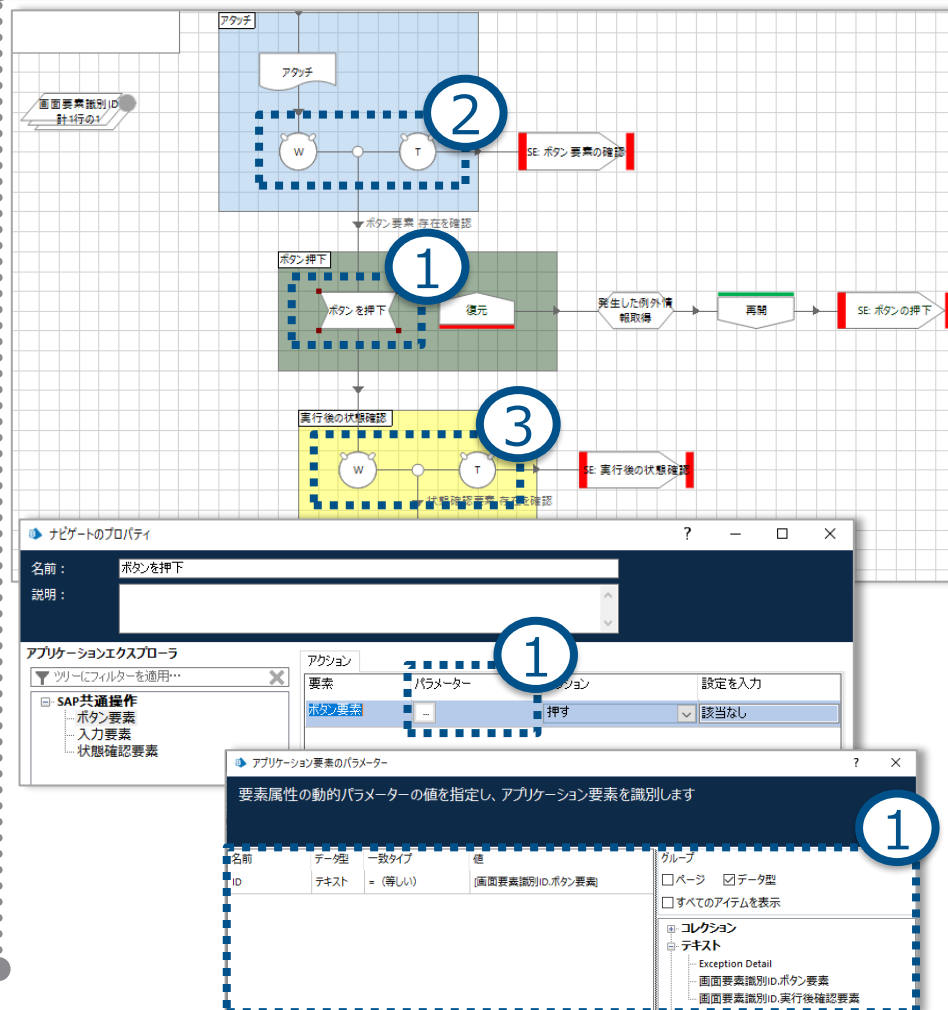 アタッチ
アタッチ
画面要素識別ID
計1行の1
2
W
T
SE: ボタン 要素の確認
ボタン要素 存在を確認
ボタン押下
1
ボタンを押下
復元
発生した例外情
報取得
再開
SE: ボタンの押下
実行後の状態確認
3
W
T
SE: 実行後の状態確認
状態確認要素 存在を確認
ナビゲートのプロパティ
?
名前：
ボタンを押下
説明：
アプリケーションエクスプローラ
ツリーにフィルターを適用…
SAP共通操作
ボタン要素
入力要素
状態確認要素
アクション
1
要素
パラメーター
ション
設定を入力
ボタン要素
...
押す
該当なし
アプリケーション要素のパラメーター
?
要素属性の動的パラメーターの値を指定し、アプリケーション要素を識別します
1
名前
データ型
一致タイプ
値
ID
テキスト
= （等しい）
[画面要素識別ID.ボタン要素]
グループ
ページ
データ型
すべてのアイテムを表示
コレクション
テキスト
Exception Detail
画面要素識別ID.ボタン要素
画面要素識別ID.実行後確認要素